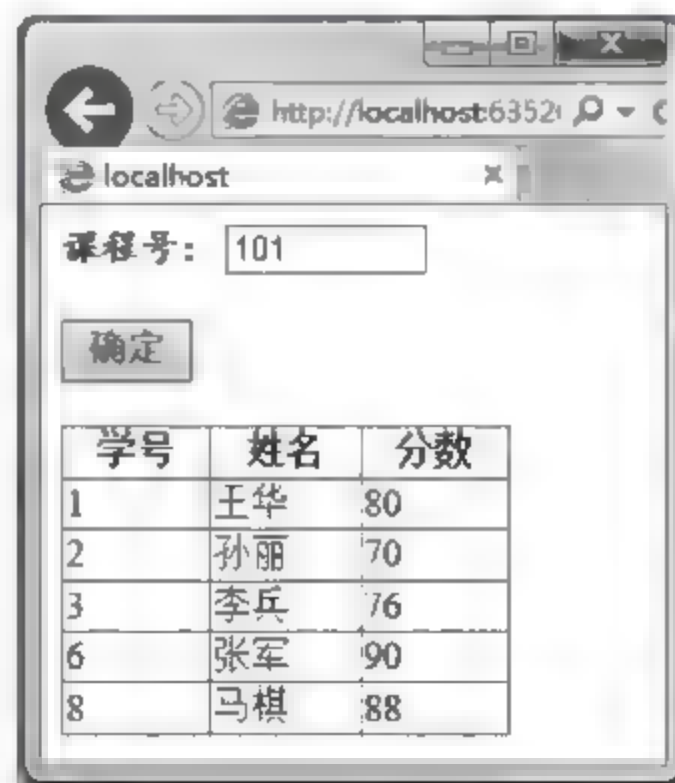 http://localhost:6352
localhost
课程号: 101
确定
学号 姓名 分数
1 王华 80
2 孙丽 70
3 李兵 76
6 张军 90
8 马棋 88